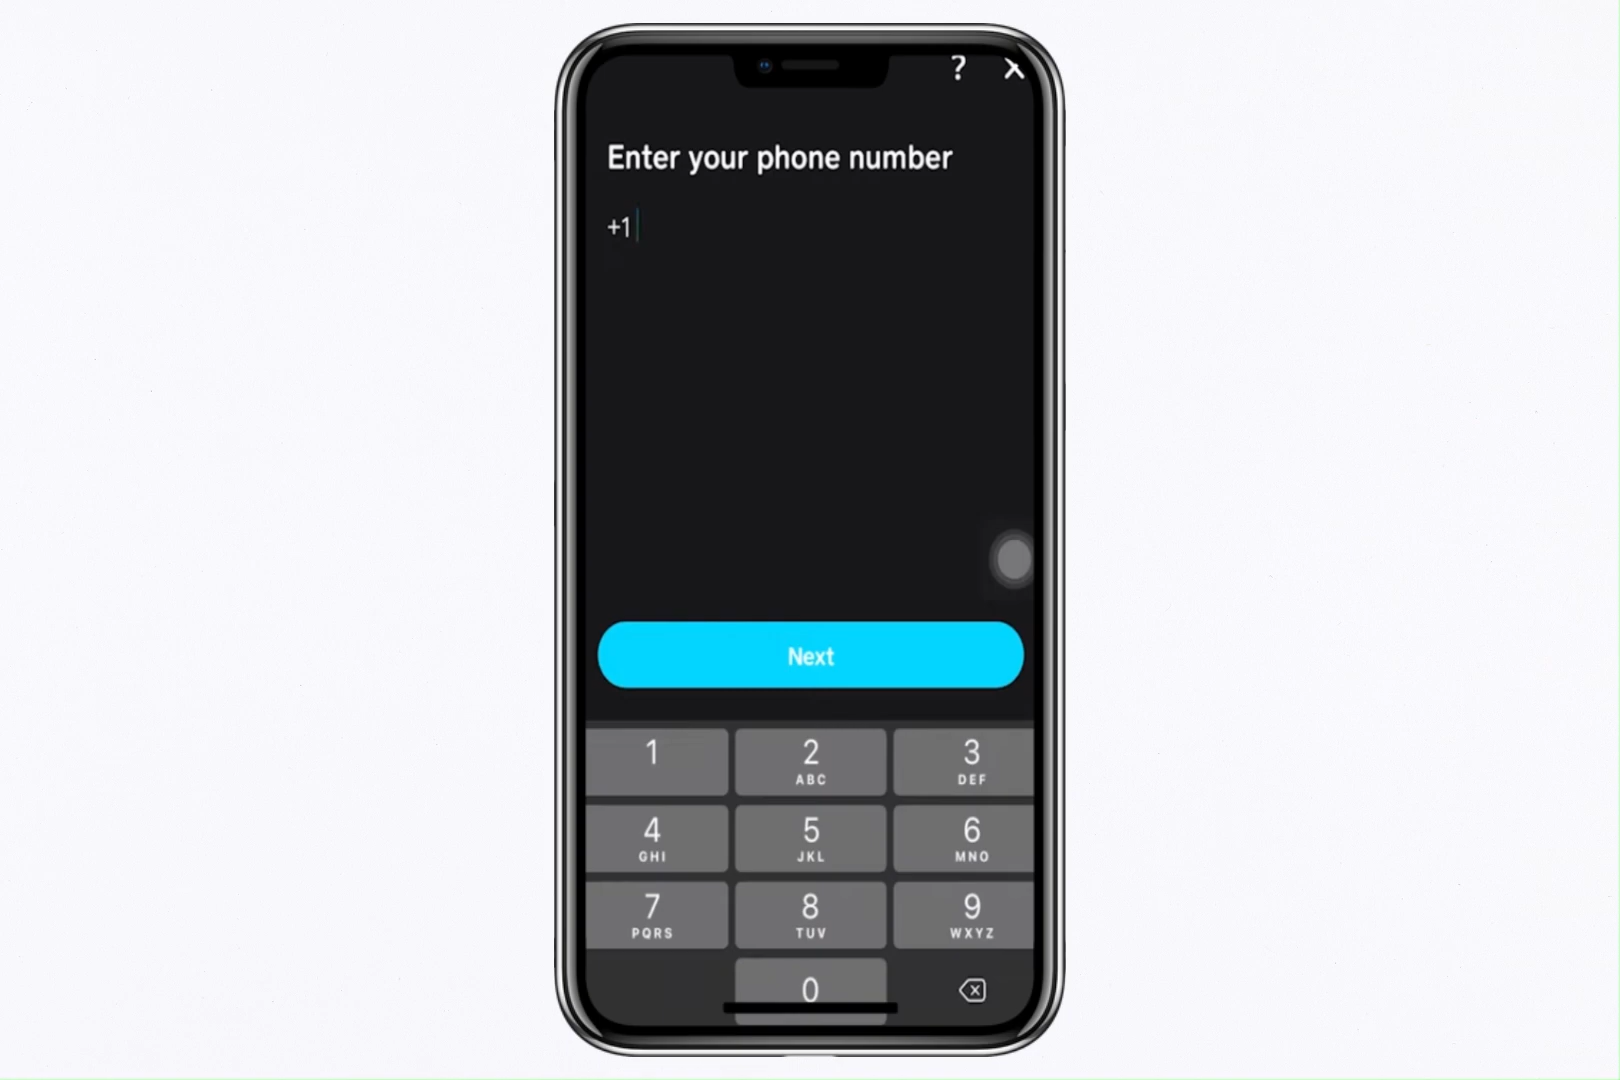 ?
Enter your phone number
+1
Next
1
2
ABC
3
DEF
4
GHI
5
JKL
6
MNO
7
PQRS
8
TUV
9
WXYZ
0